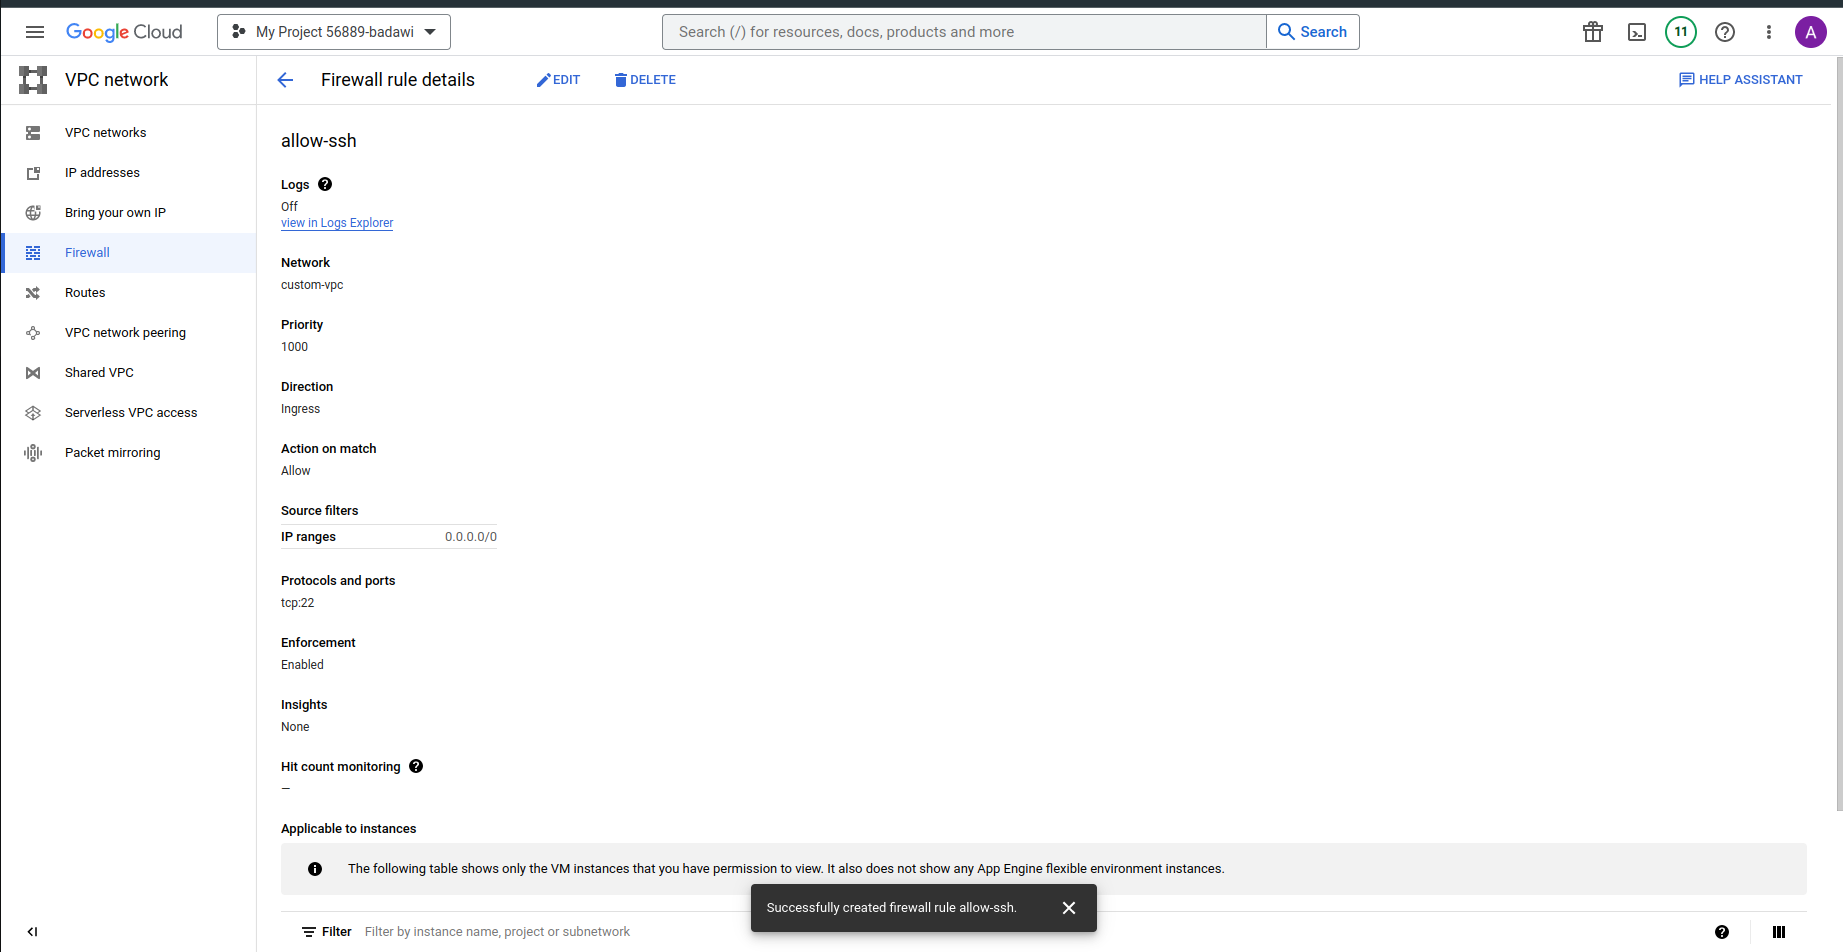 Google Cloud
My Project 56889-badawi
Search (/) for resources, docs, products and more
Search
11
A
VPC network
Firewall rule details
EDIT
DELETE
HELP ASSISTANT
VPC networks
IP addresses
Bring your own IP
Firewall
Routes
VPC network peering
Shared VPC
Serverless VPC access
Packet mirroring
allow-ssh
Logs
Off
view in Logs Explorer
Network
custom-vpc
Priority
1000
Direction
Ingress
Action on match
Allow
Source filters
IP ranges 0.0.0.0/0
Protocols and ports
tcp:22
Enforcement
Enabled
Insights
None
Hit count monitoring
—
Applicable to instances
The following table shows only the VM instances that you have permission to view. It also does not show any App Engine flexible environment instances.
Successfully created firewall rule allow-ssh.
Filter Filter by instance name, project or subnetwork